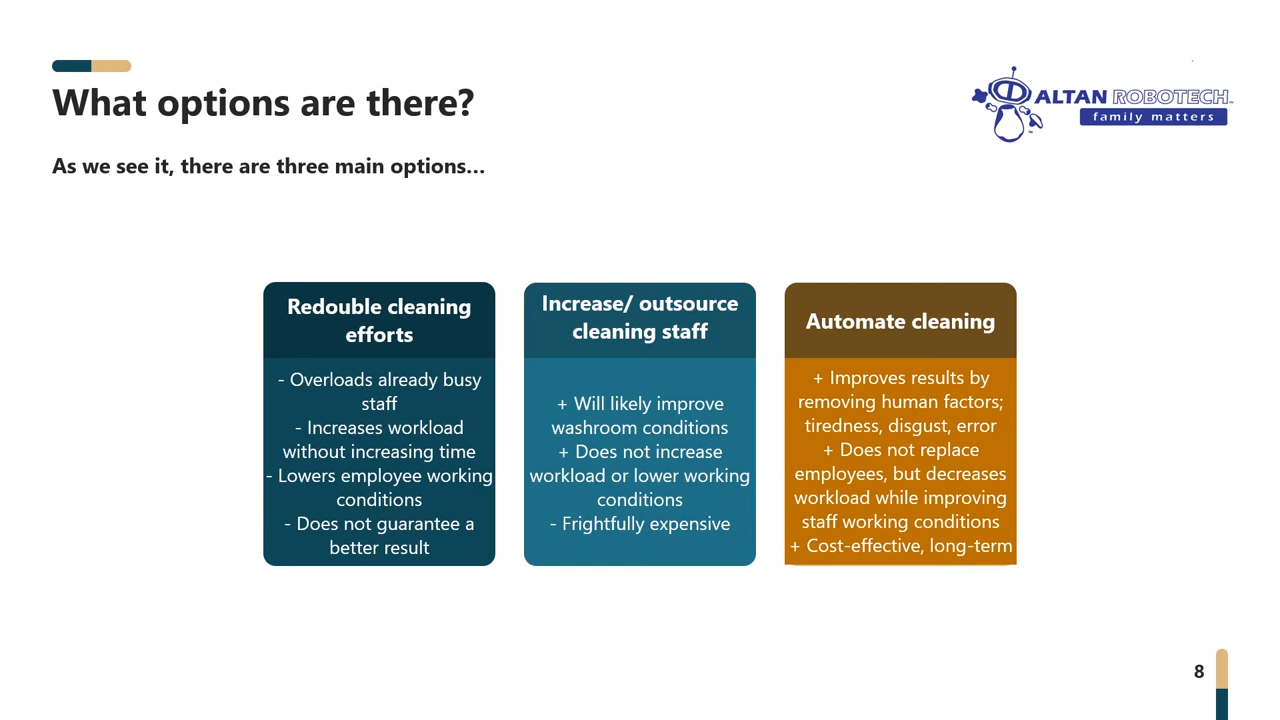 What options are there?
ALTAN ROBOTECH
family matters
As we see it, there are three main options…
Redouble cleaning
efforts
- Overloads already busy
staff
- Increases workload
without increasing time
- Lowers employee working
conditions
- Does not guarantee a
better result
Increase/ outsource
cleaning staff
+ Will likely improve
washroom conditions
+ Does not increase
workload or lower working
conditions
- Frightfully expensive
Automate cleaning
+ Improves results by
removing human factors;
tiredness, disgust, error
+ Does not replace
employees, but decreases
workload while improving
staff working conditions
+ Cost-effective, long-term
8